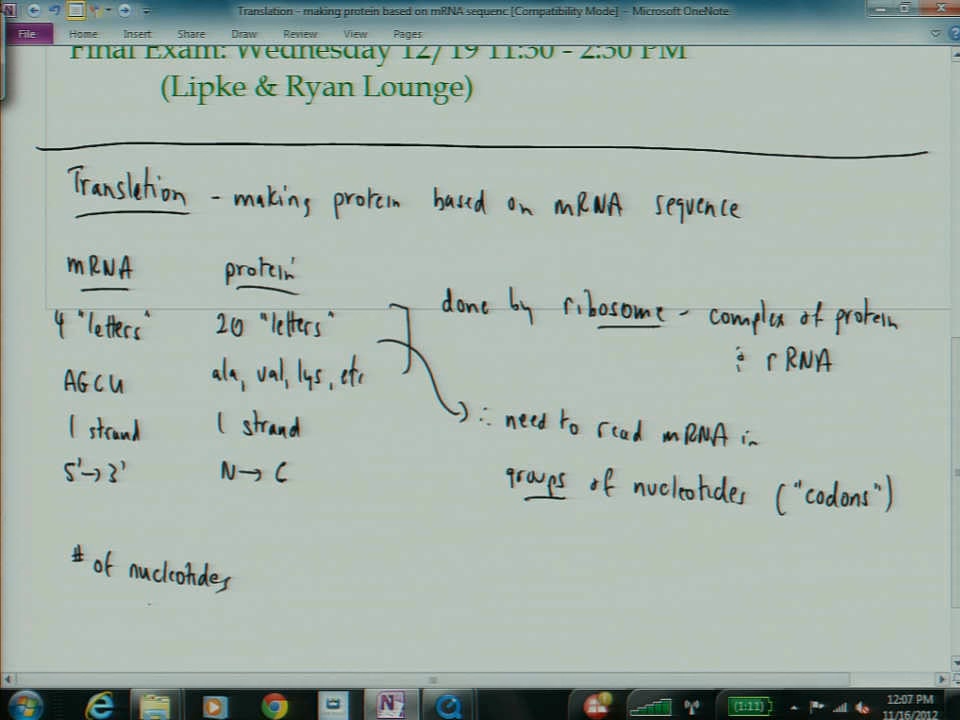 Translation - making protein based on mRNA sequenc [Compatibility Mode] - Microsoft OneNote
File Home Insert Share Draw Review View Pages
Final Exam: Wednesday 12/19 11:30 - 2:30 PM
(Lipke & Ryan Lounge)
Transletion - making protein based on mRNA sequence
mRNA protein
4 "letters" 20 "letters"
AGCU ala, val, lys, etc
1 strand 1 strand
5'→3' N→C
done by ribosome - complex of protein
& rRNA
∴ need to read mRNA in
groups of nucleotides ("codons")
# of nucleotides
(1:11)
12:07 PM
11/16/2012